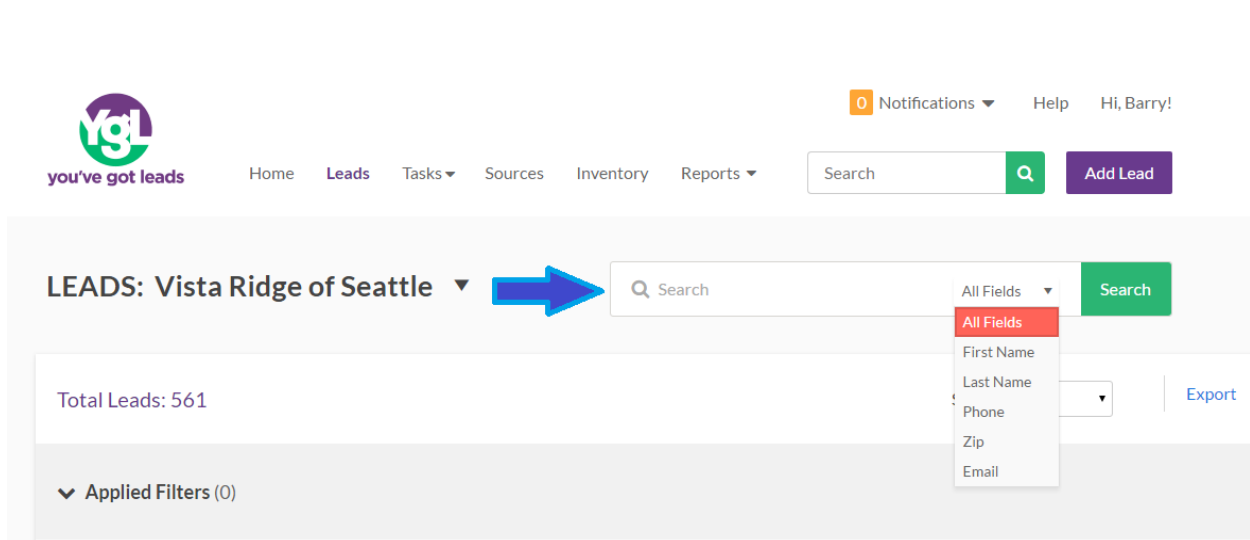 0 Notifications Help Hi, Barry!
YgL
you've got leads
Home Leads Tasks Sources Inventory Reports Search Add Lead
LEADS: Vista Ridge of Seattle Search All Fields Search
All Fields
First Name
Last Name
Phone
Zip
Email
Total Leads: 561 Export
Applied Filters (0)